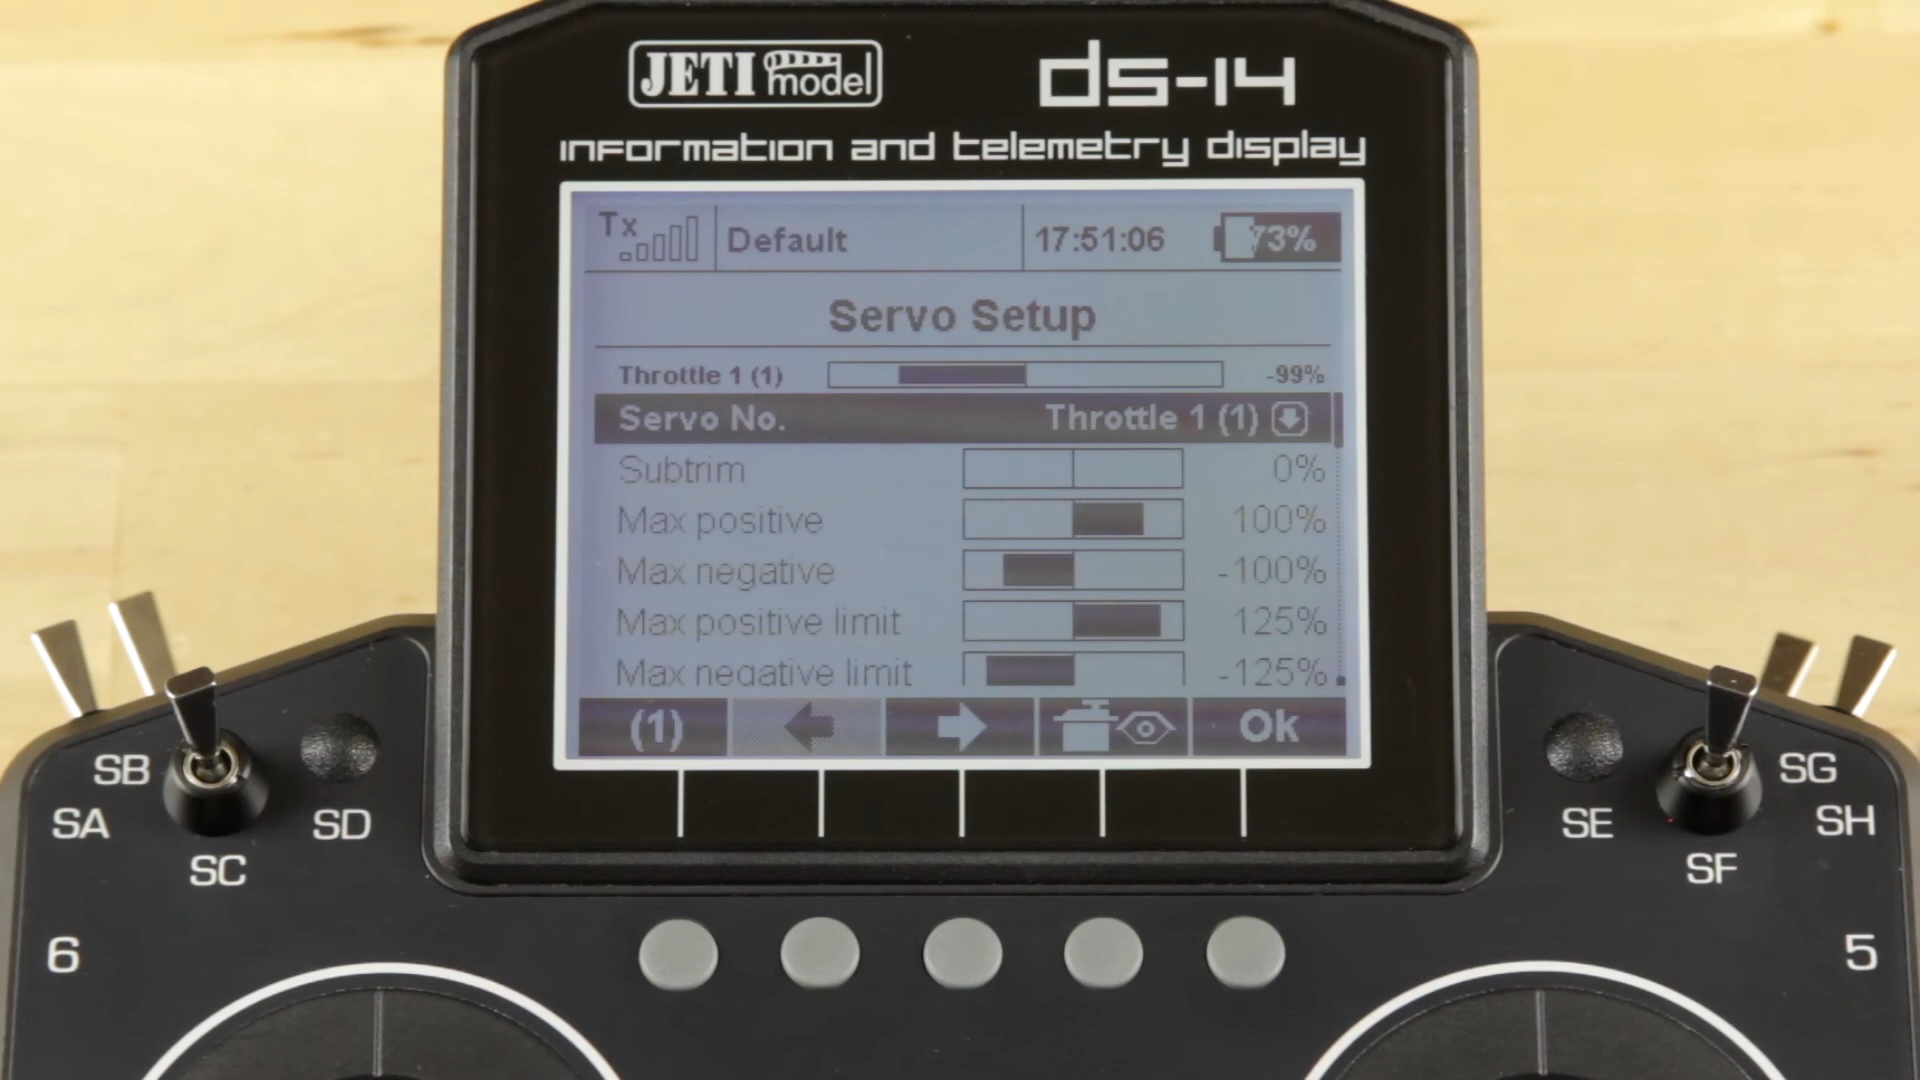 JETI model ds-14
information and telemetry display
Tx Default 17:51:06 73%
Servo Setup
Throttle 1 (1) -99%
Servo No. Throttle 1 (1)
Subtrim 0%
Max positive 100%
Max negative -100%
Max positive limit 125%
Max negative limit -125%
(1) Ok
SB SG
SA SD SE SH
SC SF
6 5